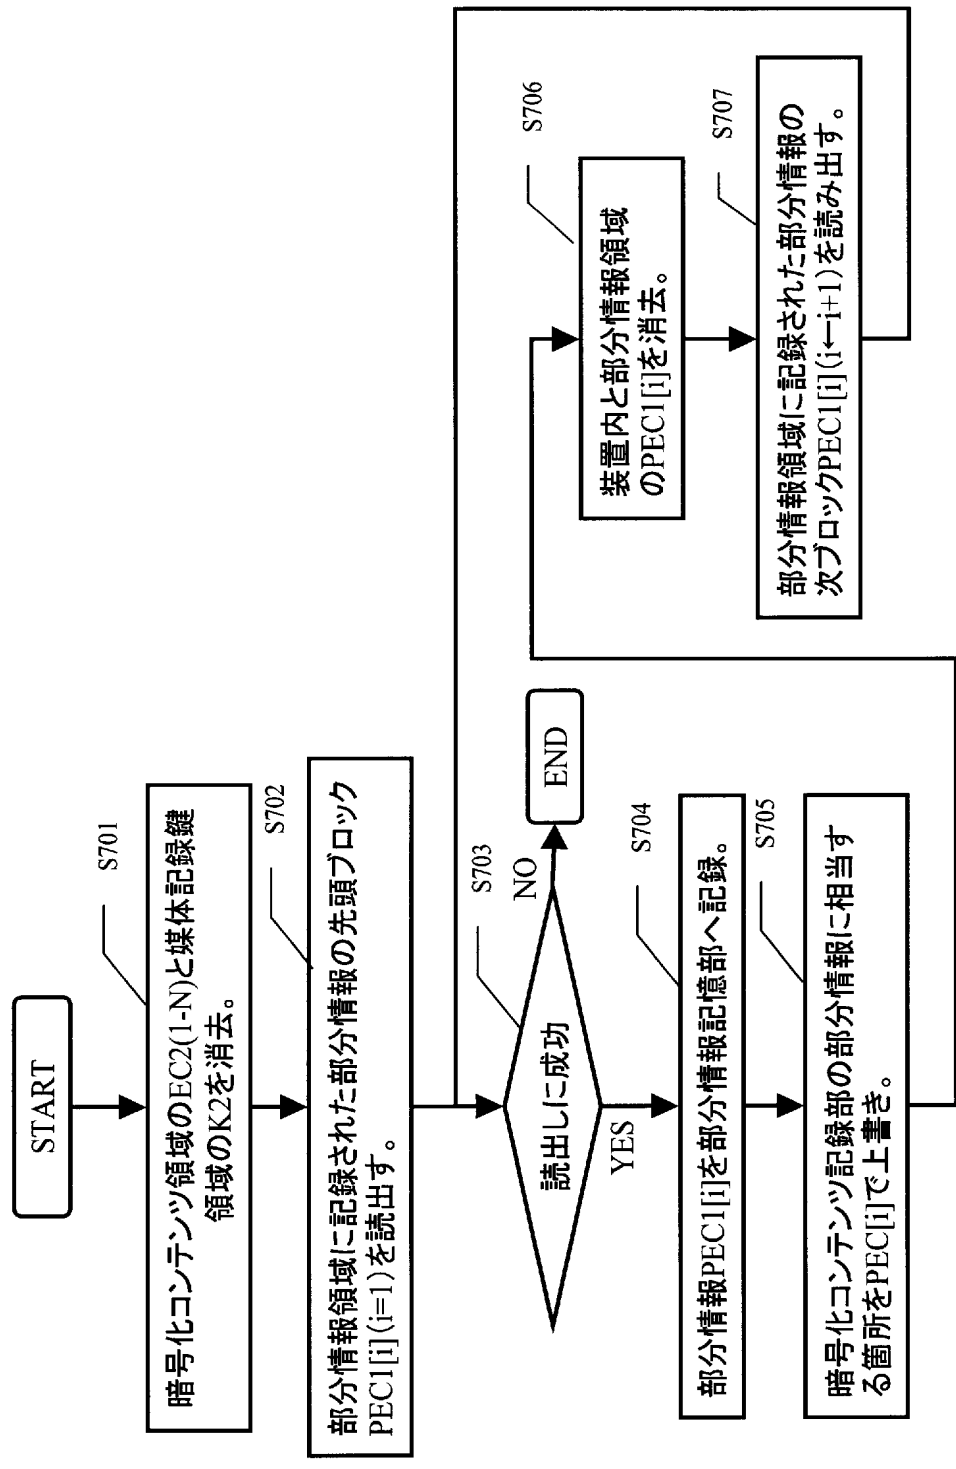 START
S701
暗号化コンテンツ領域のEC2(1-N)と媒体記録鍵
領域のK2を消去。
S702
部分情報領域に記録された部分情報の先頭ブロック
PEC1[i](i=1)を読出す。
S703
読出しに成功
NO
END
YES
S704
部分情報PEC1[i]を部分情報記憶部へ記録。
S705
暗号化コンテンツ記録部の部分情報に相当す
る箇所をPEC[i]で上書き。
S706
装置内と部分情報領域
のPEC1[i]を消去。
S707
部分情報領域に記録された部分情報の
次ブロックPEC1[i](i←i+1)を読み出す。